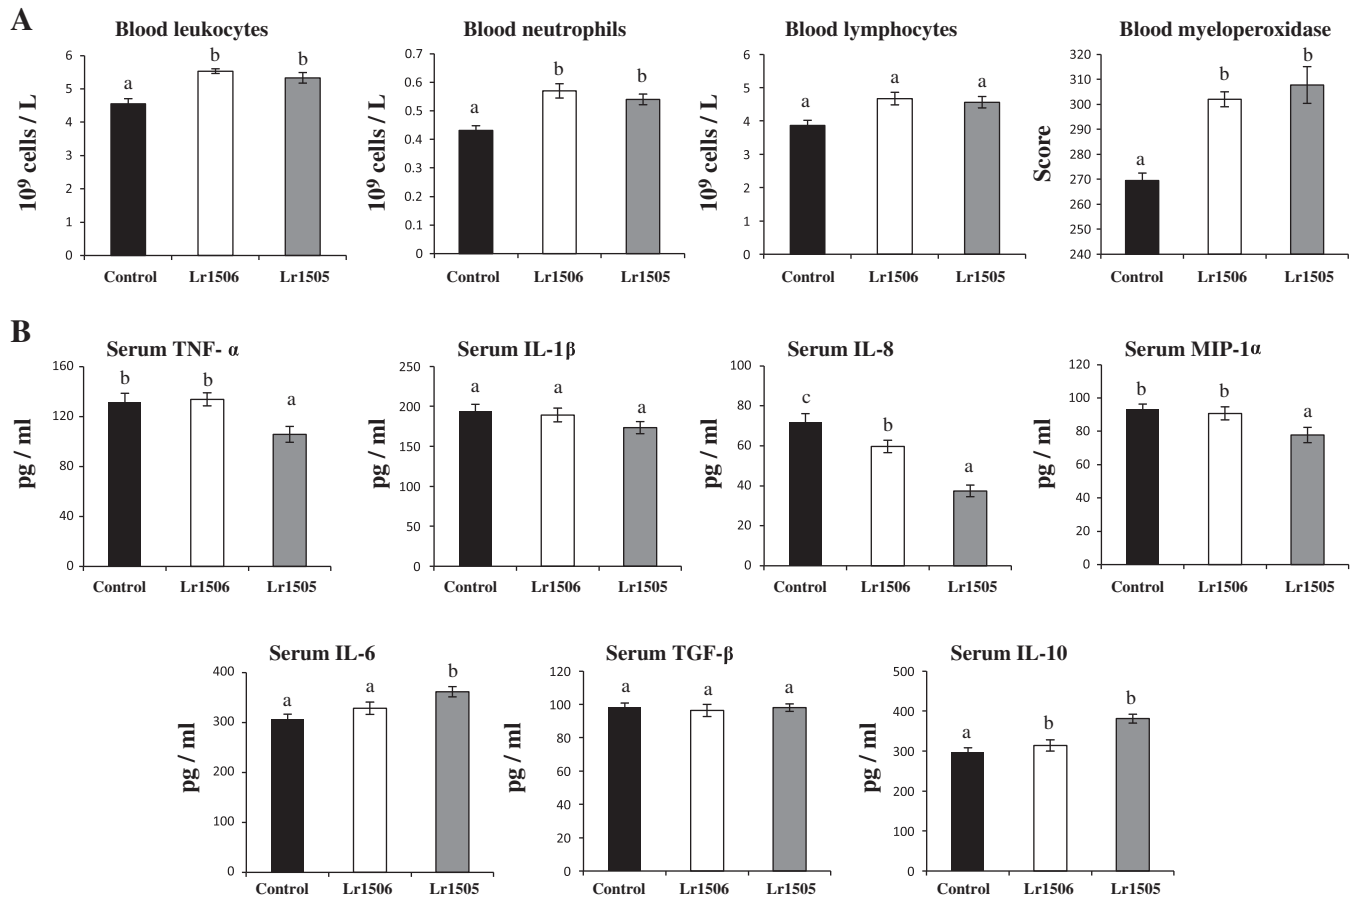 A
Blood leukocytes
Blood neutrophils
Blood lymphocytes
Blood myeloperoxidase
10⁹ cells / L
6
5
4
3
2
1
0
a
b
b
Control Lr1506 Lr1505
10⁹ cells / L
0.7
0.6
0.5
0.4
0.3
0.2
0.1
0
a
b
b
Control Lr1506 Lr1505
10⁹ cells / L
6
5
4
3
2
1
0
a
a
a
Control Lr1506 Lr1505
Score
320
310
300
290
280
270
260
250
240
a
b
b
Control Lr1506 Lr1505
B
Serum TNF- α
pg / ml
160
120
80
40
0
b
b
a
Control Lr1506 Lr1505
Serum IL-1β
pg / ml
250
200
150
100
50
0
a
a
a
Control Lr1506 Lr1505
Serum IL-8
pg / ml
100
80
60
40
20
0
c
b
a
Control Lr1506 Lr1505
Serum MIP-1α
pg / ml
120
100
80
60
40
20
0
b
b
a
Control Lr1506 Lr1505
Serum IL-6
pg / ml
400
300
200
100
0
a
a
b
Control Lr1506 Lr1505
Serum TGF-β
pg / ml
120
100
80
60
40
20
0
a
a
a
Control Lr1506 Lr1505
Serum IL-10
pg / ml
500
400
300
200
100
0
a
b
b
Control Lr1506 Lr1505